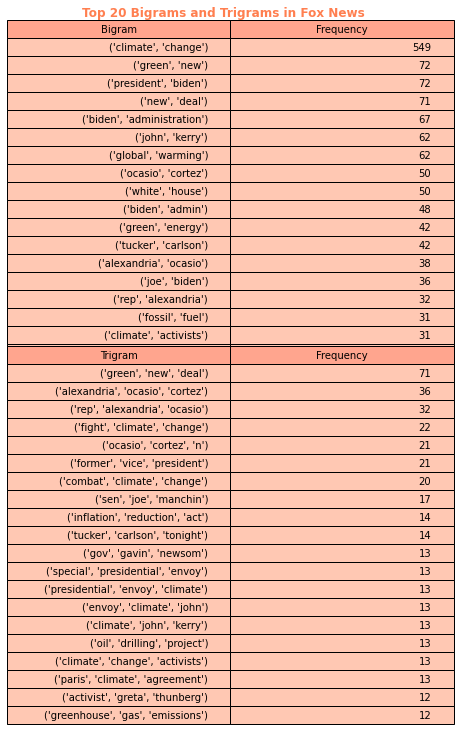 Top 20 Bigrams and Trigrams in Fox News
Bigram Frequency
('climate', 'change') 549
('green', 'new') 72
('president', 'biden') 72
('new', 'deal') 71
('biden', 'administration') 67
('john', 'kerry') 62
('global', 'warming') 62
('ocasio', 'cortez') 50
('white', 'house') 50
('biden', 'admin') 48
('green', 'energy') 42
('tucker', 'carlson') 42
('alexandria', 'ocasio') 38
('joe', 'biden') 36
('rep', 'alexandria') 32
('fossil', 'fuel') 31
('climate', 'activists') 31
Trigram Frequency
('green', 'new', 'deal') 71
('alexandria', 'ocasio', 'cortez') 36
('rep', 'alexandria', 'ocasio') 32
('fight', 'climate', 'change') 22
('ocasio', 'cortez', 'n') 21
('former', 'vice', 'president') 21
('combat', 'climate', 'change') 20
('sen', 'joe', 'manchin') 17
('inflation', 'reduction', 'act') 14
('tucker', 'carlson', 'tonight') 14
('gov', 'gavin', 'newsom') 13
('special', 'presidential', 'envoy') 13
('presidential', 'envoy', 'climate') 13
('envoy', 'climate', 'john') 13
('climate', 'john', 'kerry') 13
('oil', 'drilling', 'project') 13
('climate', 'change', 'activists') 13
('paris', 'climate', 'agreement') 13
('activist', 'greta', 'thunberg') 12
('greenhouse', 'gas', 'emissions') 12